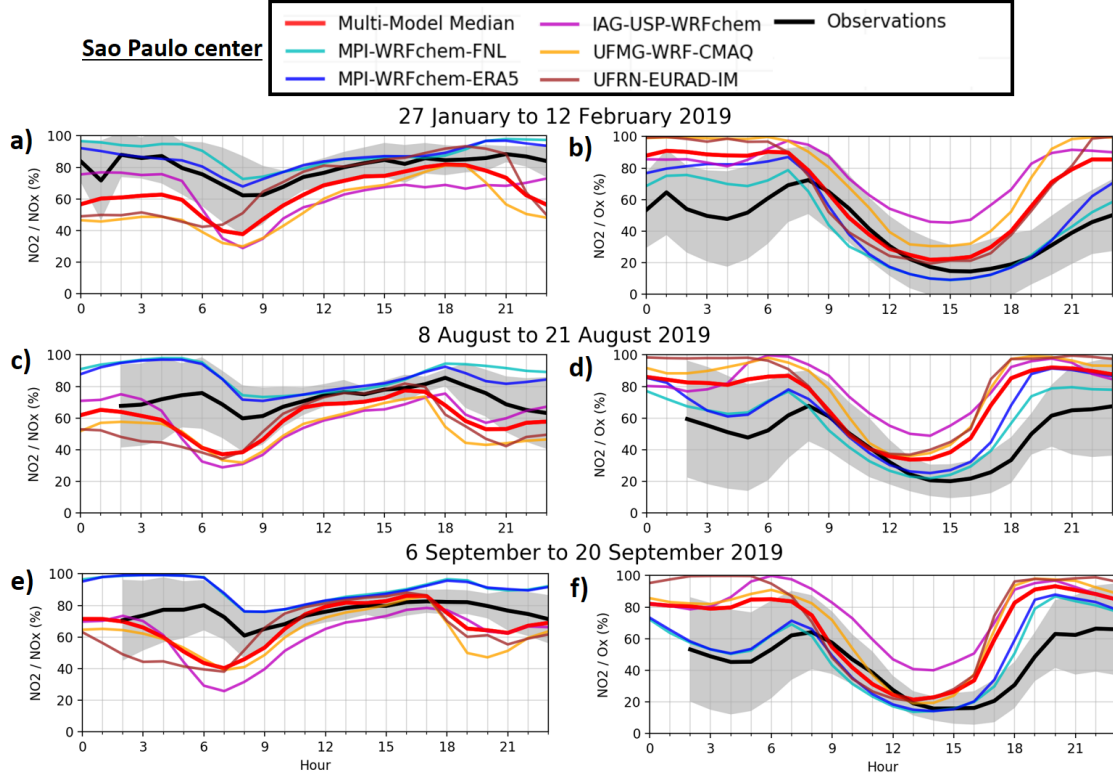 Sao Paulo center
Multi-Model Median IAG-USP-WRFchem Observations
MPI-WRFchem-FNL UFMG-WRF-CMAQ
MPI-WRFchem-ERA5 UFRN-EURAD-IM
27 January to 12 February 2019
a) b)
NO2 / NOx (%) NO2 / Ox (%)
100 80 60 40 20 0 100 80 60 40 20 0
0 3 6 9 12 15 18 21 0 3 6 9 12 15 18 21
8 August to 21 August 2019
c) d)
NO2 / NOx (%) NO2 / Ox (%)
100 80 60 40 20 0 100 80 60 40 20 0
0 3 6 9 12 15 18 21 0 3 6 9 12 15 18 21
6 September to 20 September 2019
e) f)
NO2 / NOx (%) NO2 / Ox (%)
100 80 60 40 20 0 100 80 60 40 20 0
0 3 6 9 12 15 18 21 0 3 6 9 12 15 18 21
Hour Hour